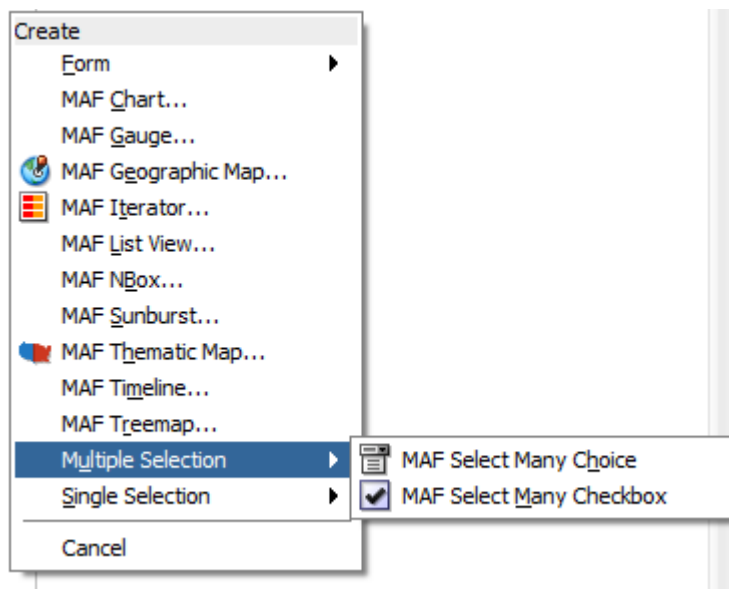 Create
Form
MAF Chart...
MAF Gauge...
MAF Geographic Map...
MAF Iterator...
MAF List View...
MAF NBox...
MAF Sunburst...
MAF Thematic Map...
MAF Timeline...
MAF Treemap...
Multiple Selection
MAF Select Many Choice
MAF Select Many Checkbox
Single Selection
Cancel